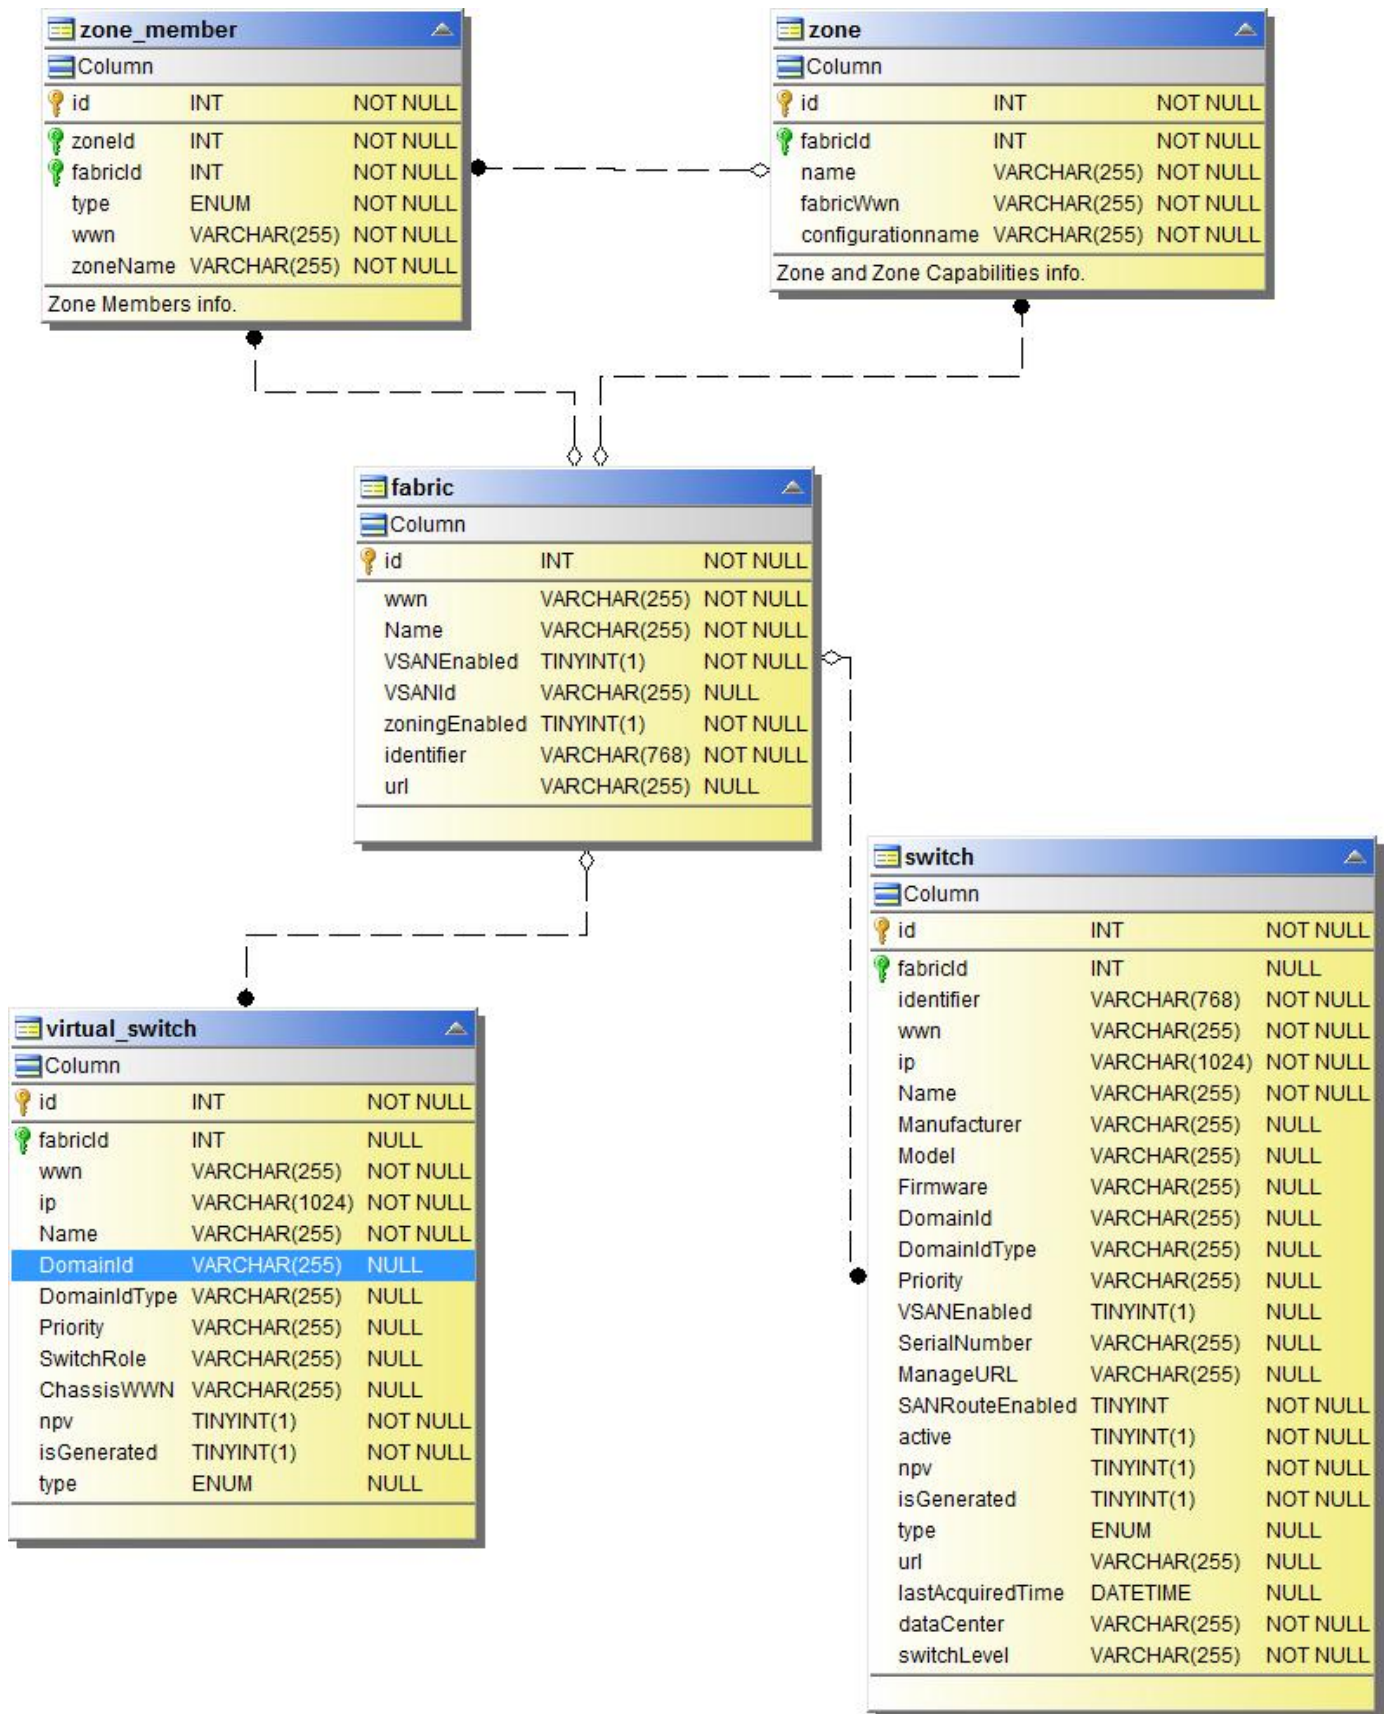 zone_member
Column
id INT NOT NULL
zoneId INT NOT NULL
fabricId INT NOT NULL
type ENUM NOT NULL
wwn VARCHAR(255) NOT NULL
zoneName VARCHAR(255) NOT NULL
Zone Members info.
zone
Column
id INT NOT NULL
fabricId INT NOT NULL
name VARCHAR(255) NOT NULL
fabricWwn VARCHAR(255) NOT NULL
configurationname VARCHAR(255) NOT NULL
Zone and Zone Capabilities info.
fabric
Column
id INT NOT NULL
wwn VARCHAR(255) NOT NULL
Name VARCHAR(255) NOT NULL
VSANEnabled TINYINT(1) NOT NULL
VSANId VARCHAR(255) NULL
zoningEnabled TINYINT(1) NOT NULL
identifier VARCHAR(768) NOT NULL
url VARCHAR(255) NULL
virtual_switch
Column
id INT NOT NULL
fabricId INT NULL
wwn VARCHAR(255) NOT NULL
ip VARCHAR(1024) NOT NULL
Name VARCHAR(255) NOT NULL
DomainId VARCHAR(255) NULL
DomainIdType VARCHAR(255) NULL
Priority VARCHAR(255) NULL
SwitchRole VARCHAR(255) NULL
ChassisWWN VARCHAR(255) NULL
npv TINYINT(1) NOT NULL
isGenerated TINYINT(1) NOT NULL
type ENUM NULL
switch
Column
id INT NOT NULL
fabricId INT NULL
identifier VARCHAR(768) NOT NULL
wwn VARCHAR(255) NOT NULL
ip VARCHAR(1024) NOT NULL
Name VARCHAR(255) NOT NULL
Manufacturer VARCHAR(255) NULL
Model VARCHAR(255) NULL
Firmware VARCHAR(255) NULL
DomainId VARCHAR(255) NULL
DomainIdType VARCHAR(255) NULL
Priority VARCHAR(255) NULL
VSANEnabled TINYINT(1) NULL
SerialNumber VARCHAR(255) NULL
ManageURL VARCHAR(255) NULL
SANRouteEnabled TINYINT NOT NULL
active TINYINT(1) NOT NULL
npv TINYINT(1) NOT NULL
isGenerated TINYINT(1) NOT NULL
type ENUM NULL
url VARCHAR(255) NULL
lastAcquiredTime DATETIME NULL
dataCenter VARCHAR(255) NOT NULL
switchLevel VARCHAR(255) NOT NULL